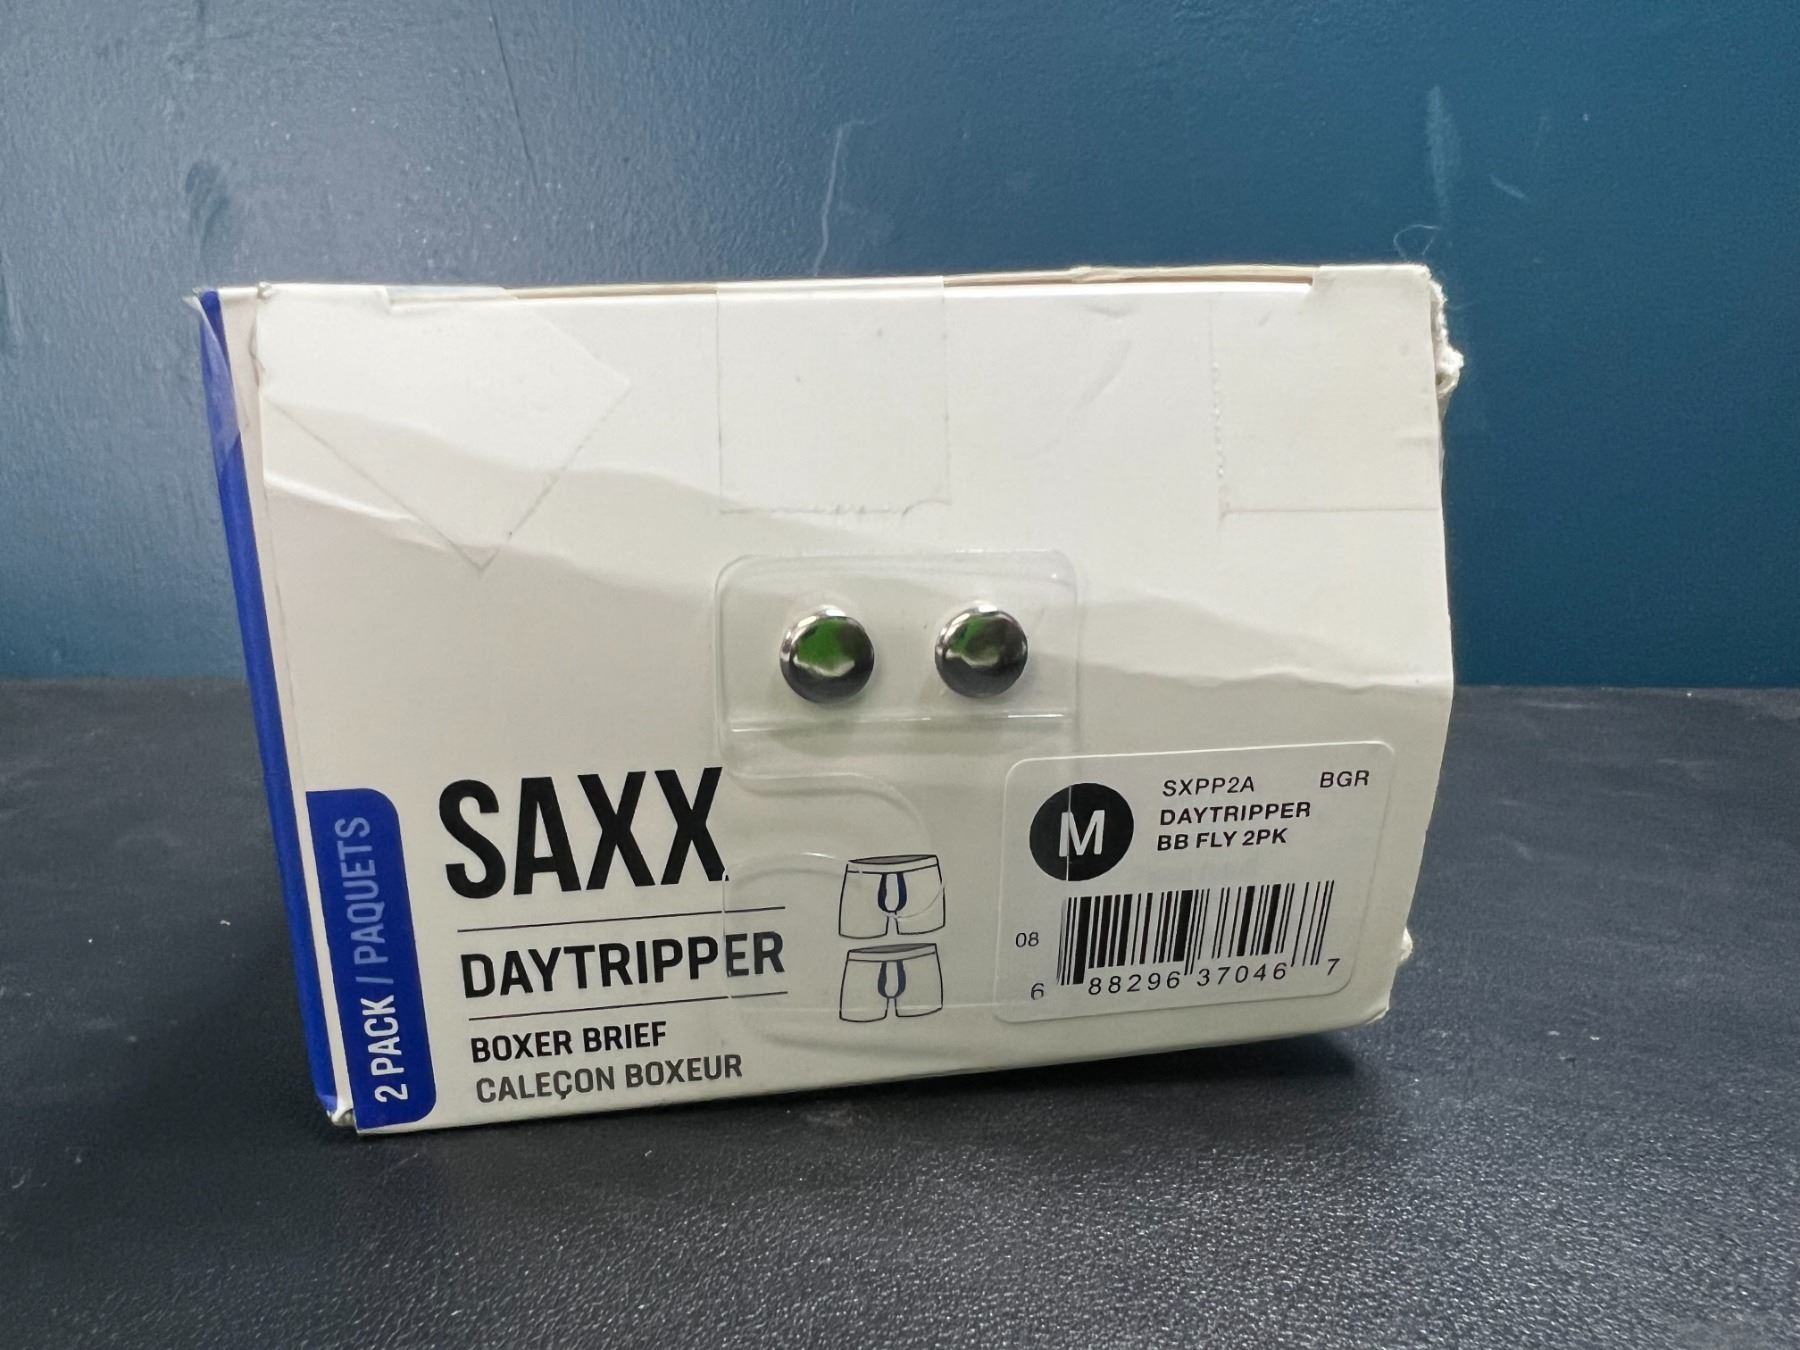 2 PACK / PAQUETS
SAXX
DAYTRIPPER
BOXER BRIEF
CALEÇON BOXEUR
M
SXPP2A BGR
DAYTRIPPER
BB FLY 2PK
08
6 88296 37046 7